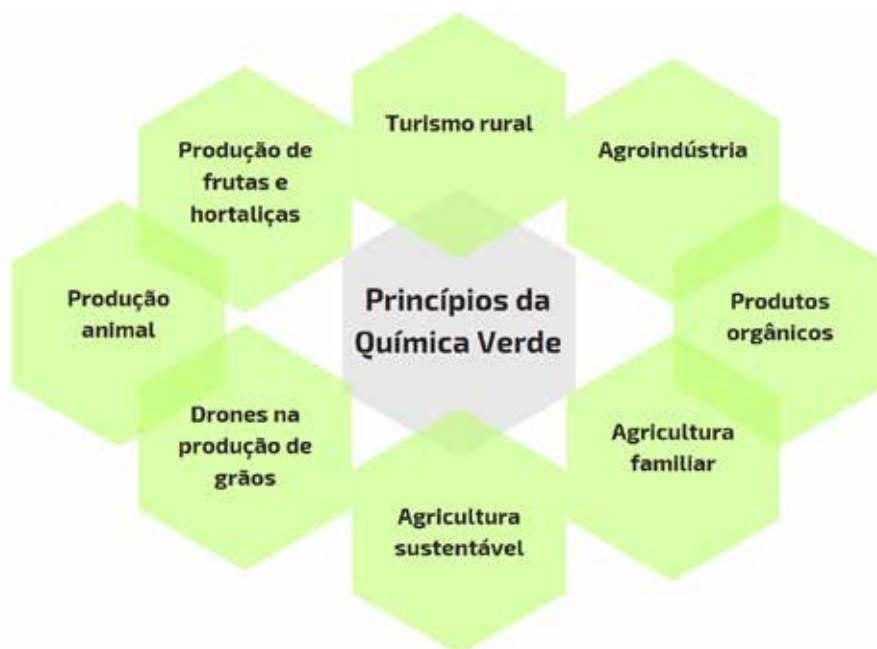 Turismo rural
Produção de
frutas e
hortaliças
Agroindústria
Produção
animal
Princípios da
Química Verde
Produtos
orgânicos
Drones na
produção de
grãos
Agricultura
familiar
Agricultura
sustentável